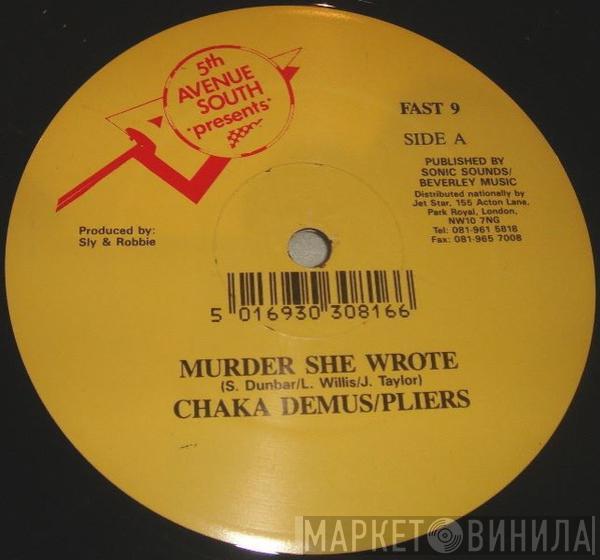 5th
AVENUE
SOUTH
presents
FAST 9
SIDE A
PUBLISHED BY
SONIC SOUNDS/
BEVERLEY MUSIC
Distributed nationally by
Jet Star, 155 Acton Lane,
Park Royal, London,
NW10 7NG
Tel: 081-961 5818
Fax: 081-965 7008
Produced by:
Sly & Robbie
5 016930 308166
MURDER SHE WROTE
(S. Dunbar/L. Willis/J. Taylor)
CHAKA DEMUS/PLIERS
МАРКЕТ ВИНИЛА